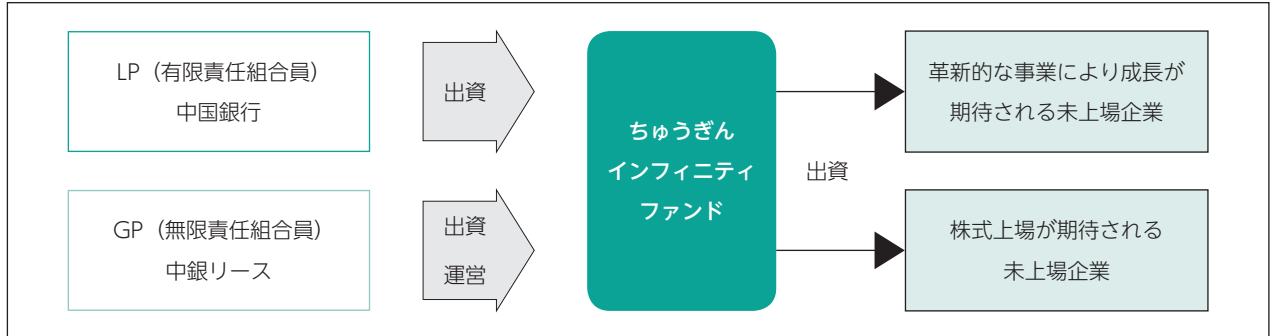 LP（有限責任組合員）
中国銀行
出資
GP（無限責任組合員）
中銀リース
出資
運営
ちゅうぎん
インフィニティ
ファンド
出資
革新的な事業により成長が
期待される未上場企業
株式上場が期待される
未上場企業